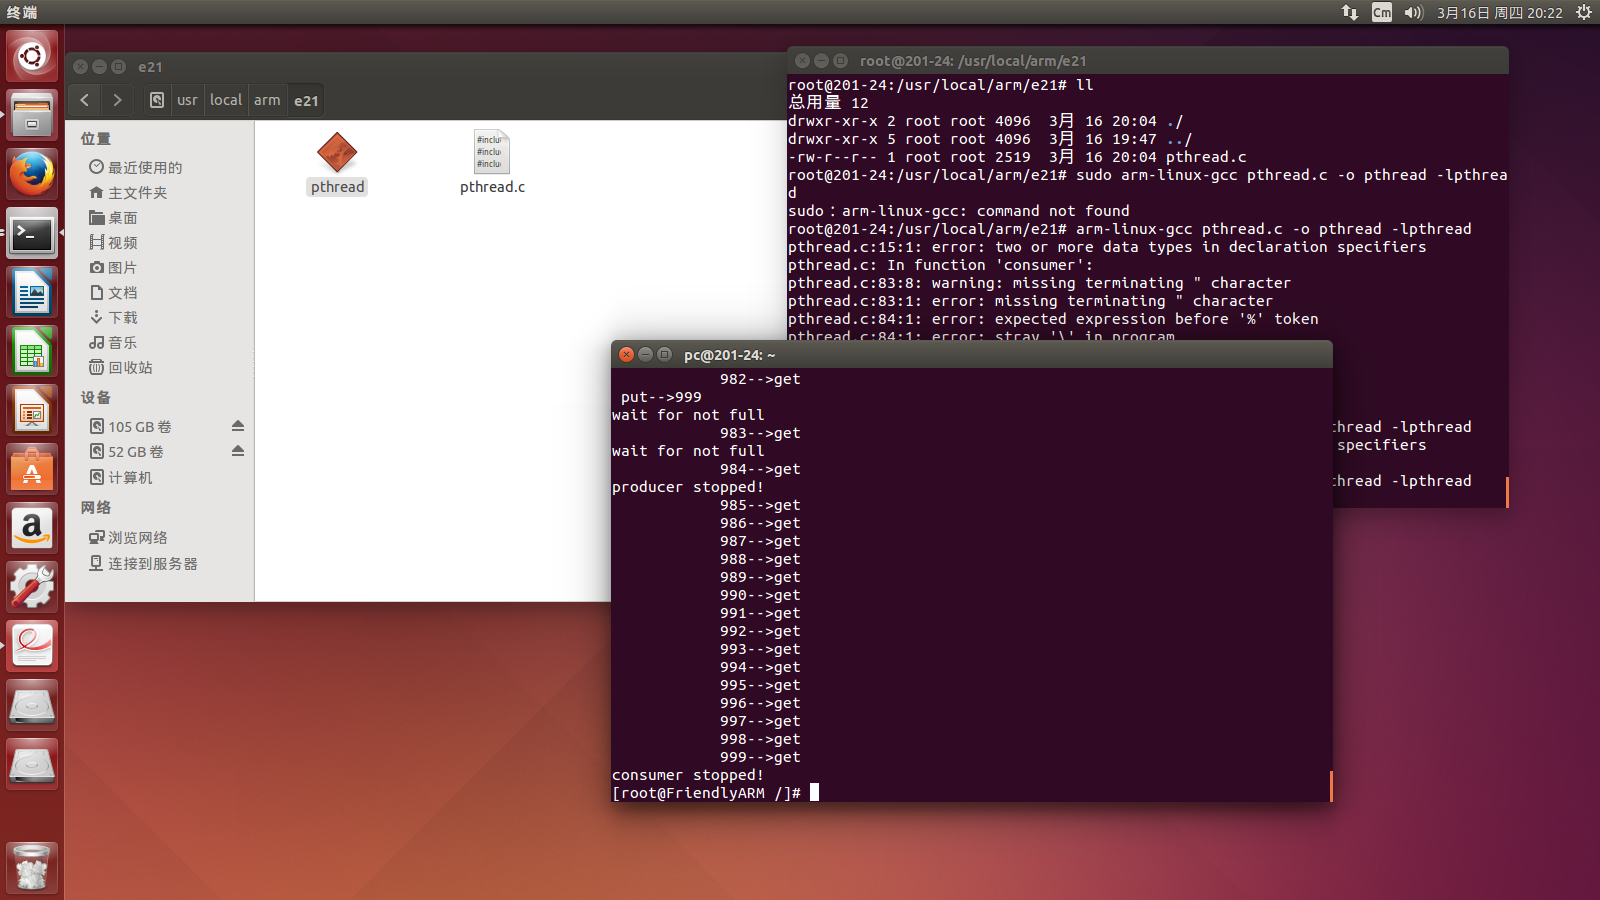 终端
Cm
3月16日 周四 20:22
e21
usr
local
arm
e21
位置
最近使用的
主文件夹
桌面
视频
图片
文档
下载
音乐
回收站
设备
105 GB 卷
52 GB 卷
计算机
网络
浏览网络
连接到服务器
pthread
#inclu
#inclu
#inclu
pthread.c
root@201-24: /usr/local/arm/e21
root@201-24:/usr/local/arm/e21# ll
总用量 12
drwxr-xr-x 2 root root 4096  3月 16 20:04 ./
drwxr-xr-x 5 root root 4096  3月 16 19:47 ../
-rw-r--r-- 1 root root 2519  3月 16 20:04 pthread.c
root@201-24:/usr/local/arm/e21# sudo arm-linux-gcc pthread.c -o pthread -lpthrea
d
sudo：arm-linux-gcc: command not found
root@201-24:/usr/local/arm/e21# arm-linux-gcc pthread.c -o pthread -lpthread
pthread.c:15:1: error: two or more data types in declaration specifiers
pthread.c: In function 'consumer':
pthread.c:83:8: warning: missing terminating " character
pthread.c:83:1: error: missing terminating " character
pthread.c:84:1: error: expected expression before '%' token
pthread.c:84:1: error: stray '\' in program
thread -lpthread
specifiers
thread -lpthread
pc@201-24: ~
982-->get
put-->999
wait for not full
983-->get
wait for not full
984-->get
producer stopped!
985-->get
986-->get
987-->get
988-->get
989-->get
990-->get
991-->get
992-->get
993-->get
994-->get
995-->get
996-->get
997-->get
998-->get
999-->get
consumer stopped!
[root@FriendlyARM /]#